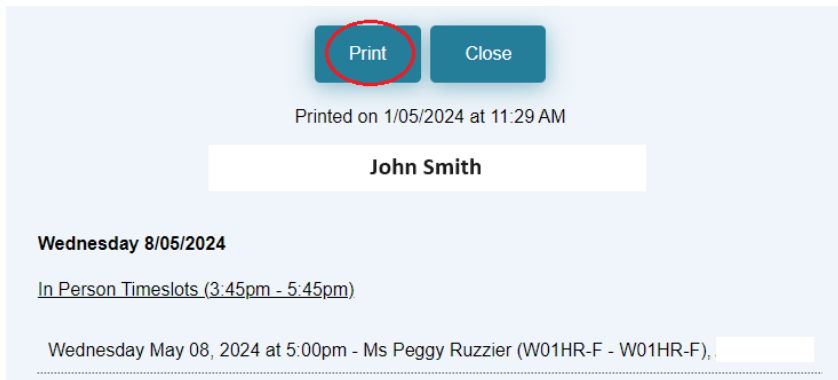 Print Close
Printed on 1/05/2024 at 11:29 AM
John Smith
Wednesday 8/05/2024
In Person Timeslots (3:45pm - 5:45pm)
Wednesday May 08, 2024 at 5:00pm - Ms Peggy Ruzzier (W01HR-F - W01HR-F),